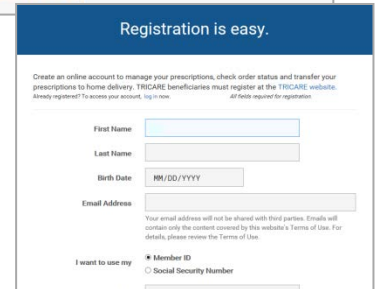 Registration is easy.
Create an online account to manage your prescriptions, check order status and transfer your
prescriptions to home delivery. TRICARE beneficiaries must register at the TRICARE website.
Already registered? To access your account, log in now. All fields required for registration.
First Name
Last Name
Birth Date MM/DD/YYYY
Email Address
Your email address will not be shared with third parties. Emails will
contain only the content covered by this website's Terms of Use. For
details, please review the Terms of Use.
I want to use my Member ID
Social Security Number